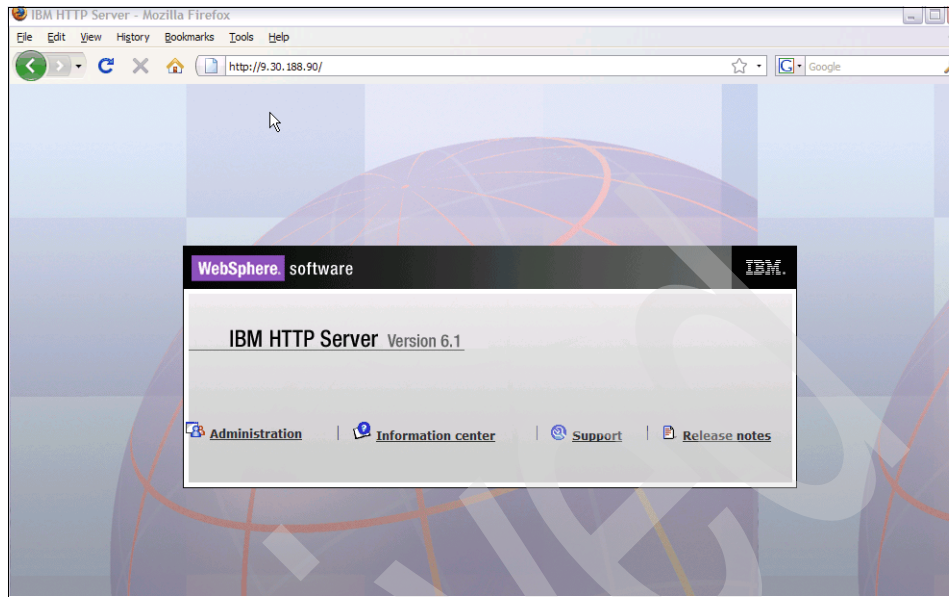 IBM HTTP Server - Mozilla Firefox
File Edit View History Bookmarks Tools Help
http://9.30.188.90/
G Google
WebSphere. software
IBM.
IBM HTTP Server Version 6.1
Administration | Information center | Support | Release notes